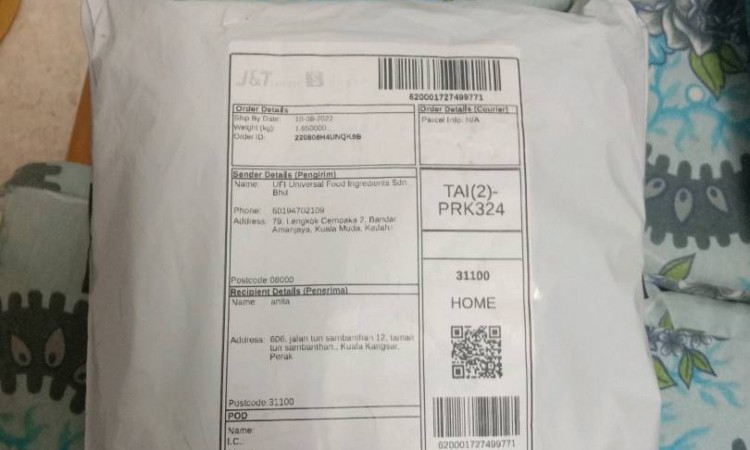 J&T
620001727499771
Order Details
Ship By Date: 10-08-2022
Weight (kg): 1.650000
Order ID: 220808H4UNQK9B
Order Details (Courier)
Parcel Info: N/A
Sender Details (Pengirim)
Name: UFI Universal Food Ingredients Sdn
Bhd
Phone: 60194702109
Address: 79, Lengkok Cempaka 2, Bandar
Amanjaya, Kuala Muda, Kedah
Postcode:08000
TAI(2)-
PRK324
31100
HOME
Recipient Details (Penerima)
Name: anita
Address: 606, jalan tun sambanthan 12, taman
tun sambanthan,, Kuala Kangsar,
Perak
Postcode:31100
POD
Name:
I.C.:
620001727499771